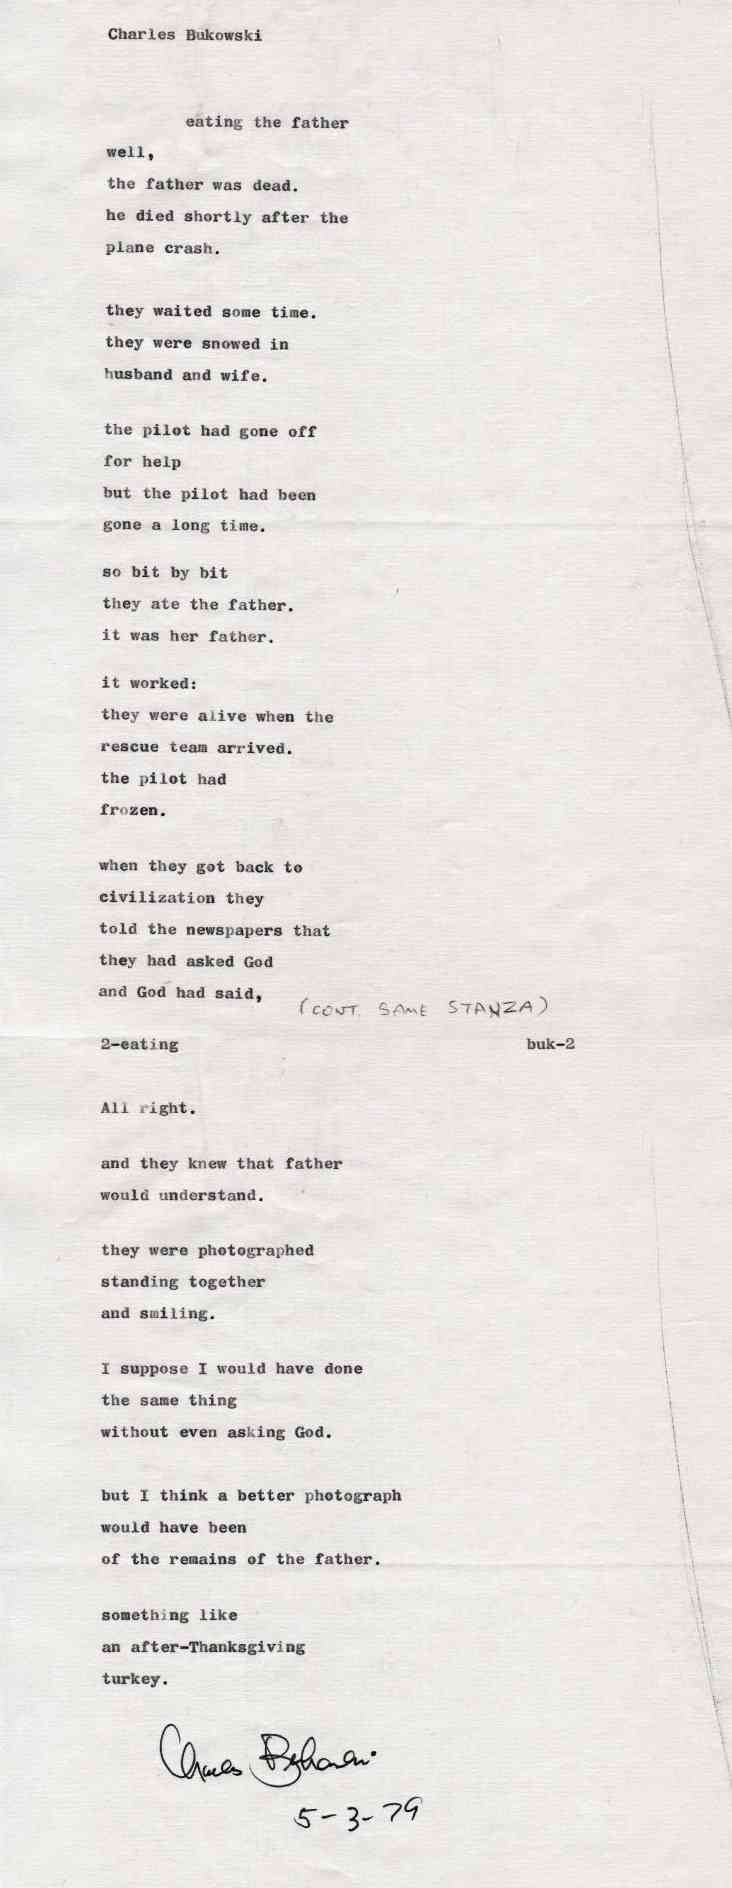 Charles Bukowski
eating the father
well,
the father was dead.
he died shortly after the
plane crash.
they waited some time.
they were snowed in
husband and wife.
the pilot had gone off
for help
but the pilot had been
gone a long time.
so bit by bit
they ate the father.
it was her father.
it worked:
they were alive when the
rescue team arrived.
the pilot had
frozen.
when they got back to
civilization they
told the newspapers that
they had asked God
and God had said,
(CONT. SAME STANZA)
2-eating buk-2
All right.
and they knew that father
would understand.
they were photographed
standing together
and smiling.
I suppose I would have done
the same thing
without even asking God.
but I think a better photograph
would have been
of the remains of the father.
something like
an after-Thanksgiving
turkey.
Charles Bukowski
5-3-79